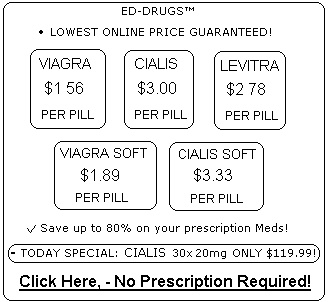 ED-DRUGS™
• LOWEST ONLINE PRICE GUARANTEED!
VIAGRA CIALIS LEVITRA
$1 56 $3.00 $2 78
PER PILL PER PILL PER PILL
VIAGRA SOFT CIALIS SOFT
$1.89 $3.33
PER PILL PER PILL
✓ Save up to 80% on your prescription Meds!
- TODAY SPECIAL: CIALIS 30x20mg ONLY $119.99!
Click Here, - No Prescription Required!